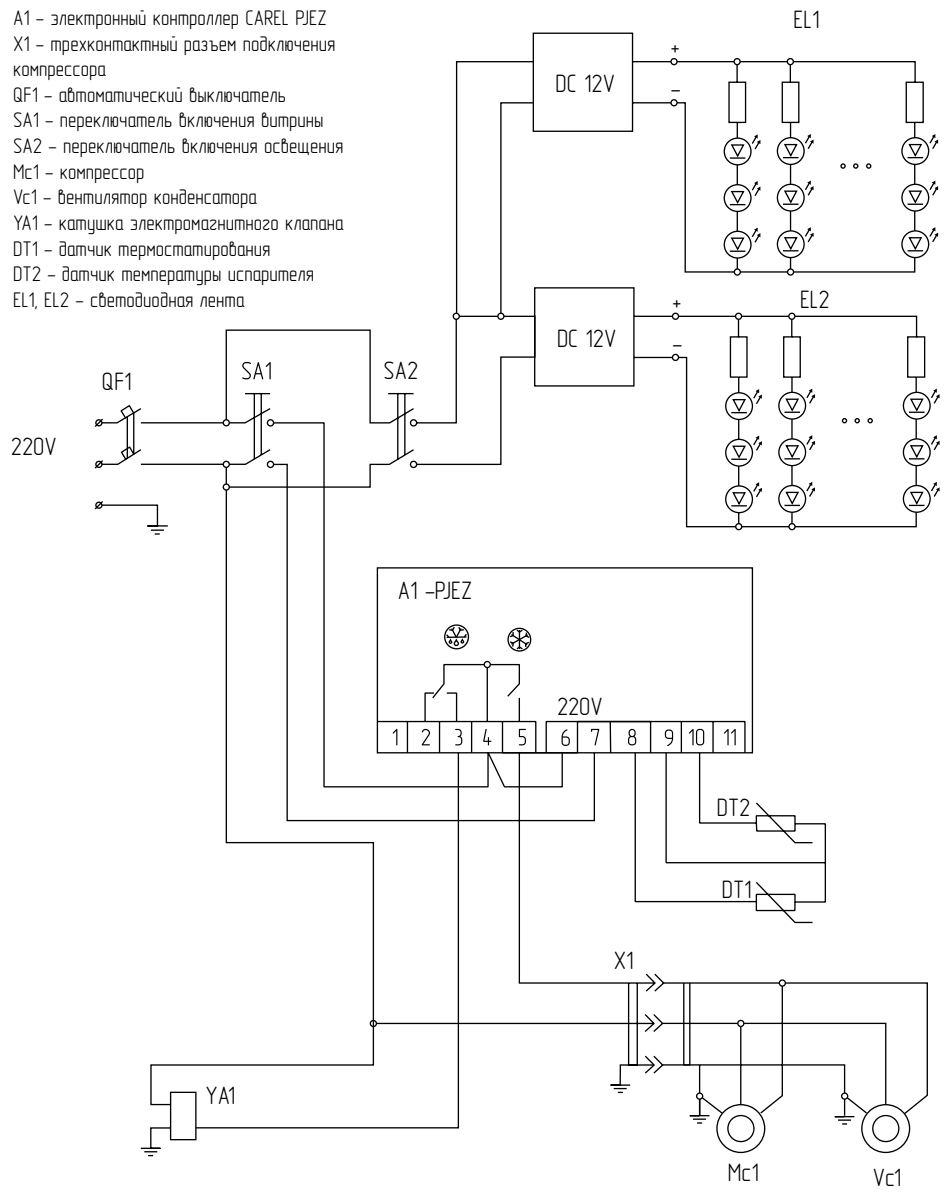 A1 – электронный контроллер CAREL PJEZ
X1 – трехконтактный разъем подключения
компрессора
QF1 – автоматический выключатель
SA1 – переключатель включения витрины
SA2 – переключатель включения освещения
Mc1 – компрессор
Vc1 – вентилятор конденсатора
YA1 – катушка электромагнитного клапана
DT1 – датчик термостатирования
DT2 – датчик температуры испарителя
EL1, EL2 – светодиодная лента
EL1
DC 12V
+
–
EL2
DC 12V
+
–
QF1
SA1
SA2
220V
A1 –PJEZ
220V
1 2 3 4 5 6 7 8 9 10 11
DT2
DT1
X1
YA1
Mc1
Vc1